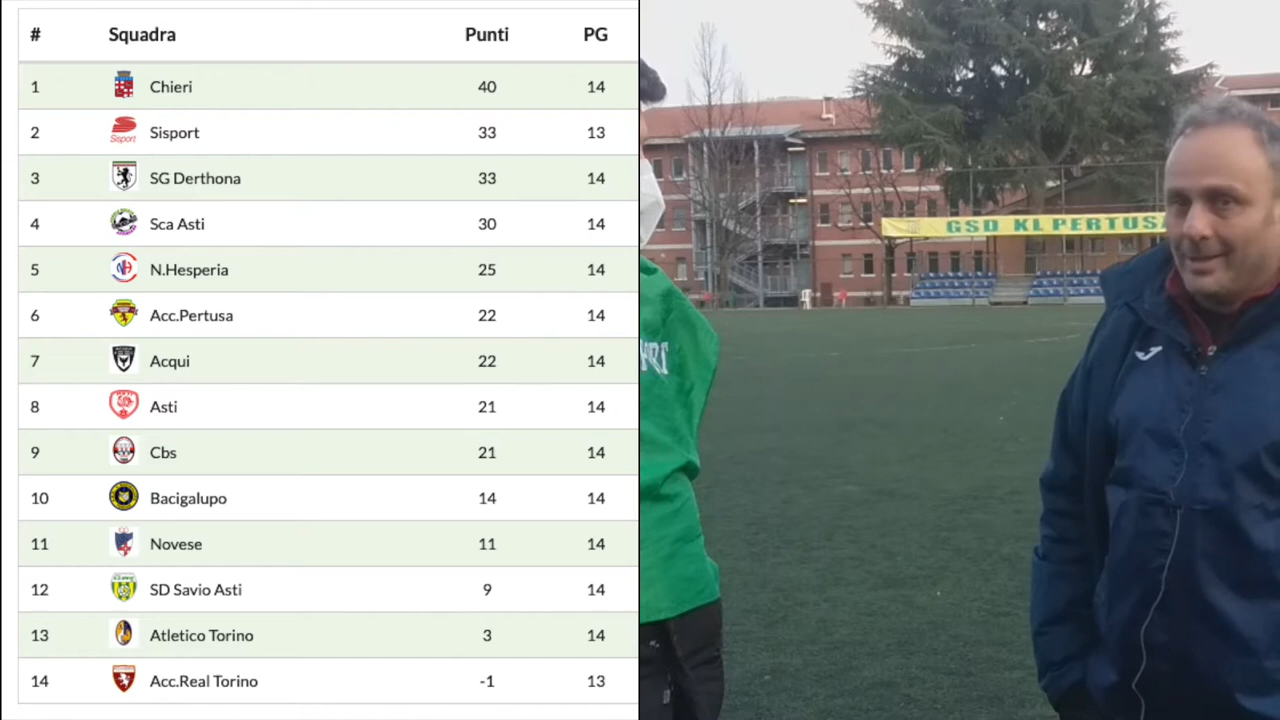 # Squadra Punti PG
1 Chieri 40 14
2 Sisport Sisport 33 13
3 SG Derthona 33 14
4 Sca Asti 30 14
5 N.Hesperia 25 14
6 Acc.Pertusa 22 14
7 Acqui 22 14
8 Asti 21 14
9 Cbs 21 14
10 Bacigalupo 14 14
11 Novese 11 14
12 SD Savio Asti 9 14
13 Atletico Torino 3 14
14 Acc.Real Torino -1 13
GSD KL PERTUSA